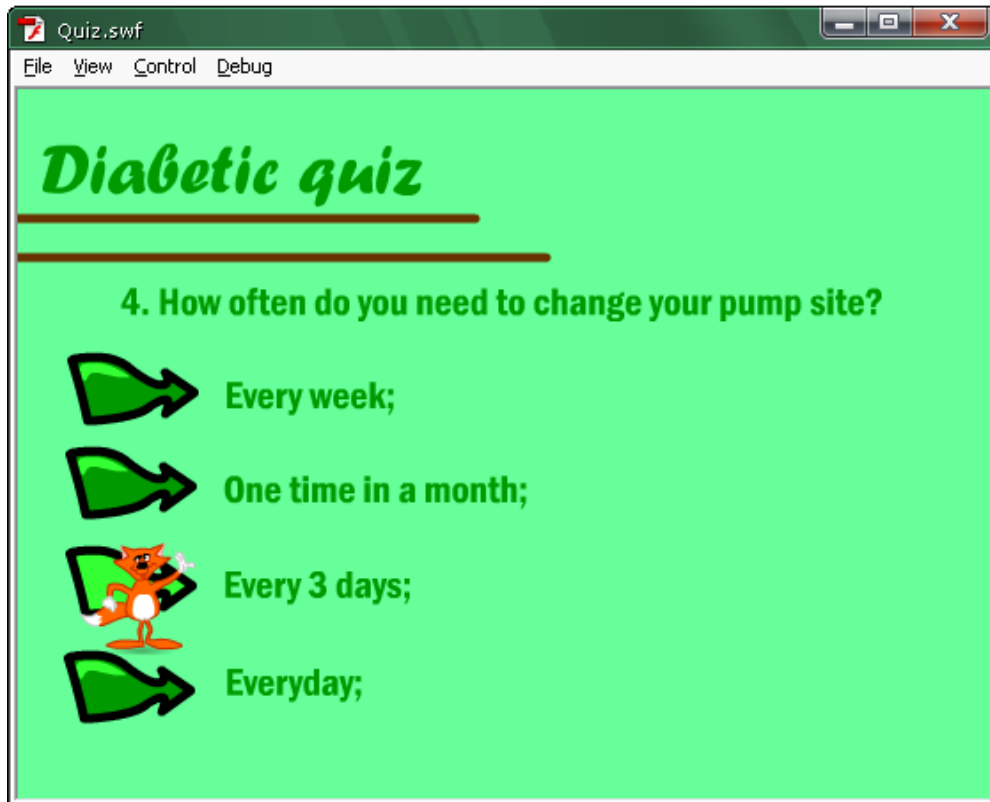 Quiz.swf
File View Control Debug
Diabetic quiz
4. How often do you need to change your pump site?
Every week;
One time in a month;
Every 3 days;
Everyday;